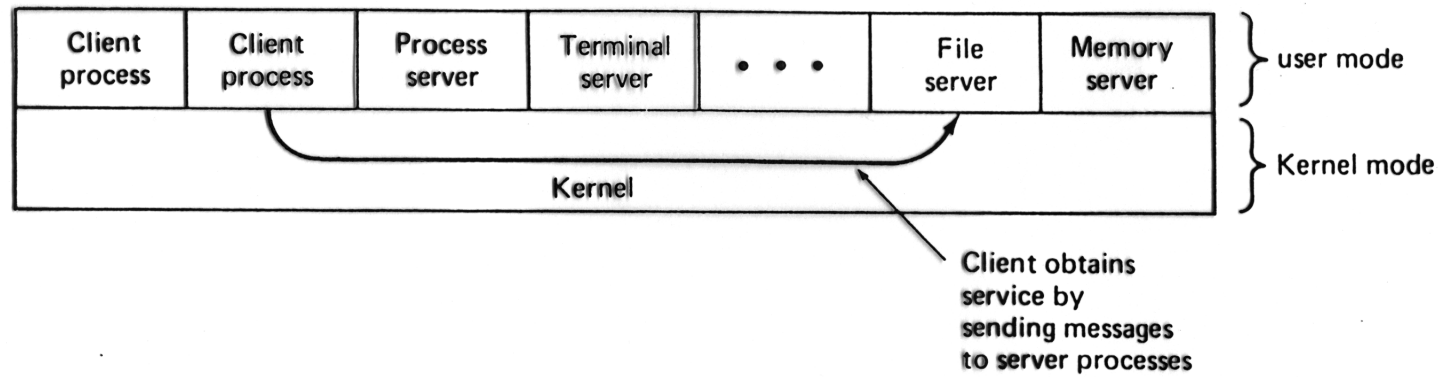 Client
process
Client
process
Process
server
Terminal
server
• • •
File
server
Memory
server
user mode
Kernel
Kernel mode
Client obtains
service by
sending messages
to server processes